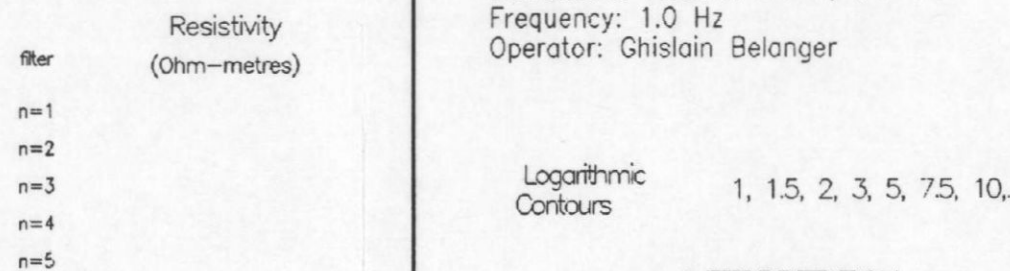 Resistivity
filter
(Ohm-metres)
n=1
n=2
n=3
n=4
n=5
Frequency: 1.0 Hz
Operator: Ghislain Belanger
Logarithmic
Contours
1, 1.5, 2, 3, 5, 7.5, 10,.